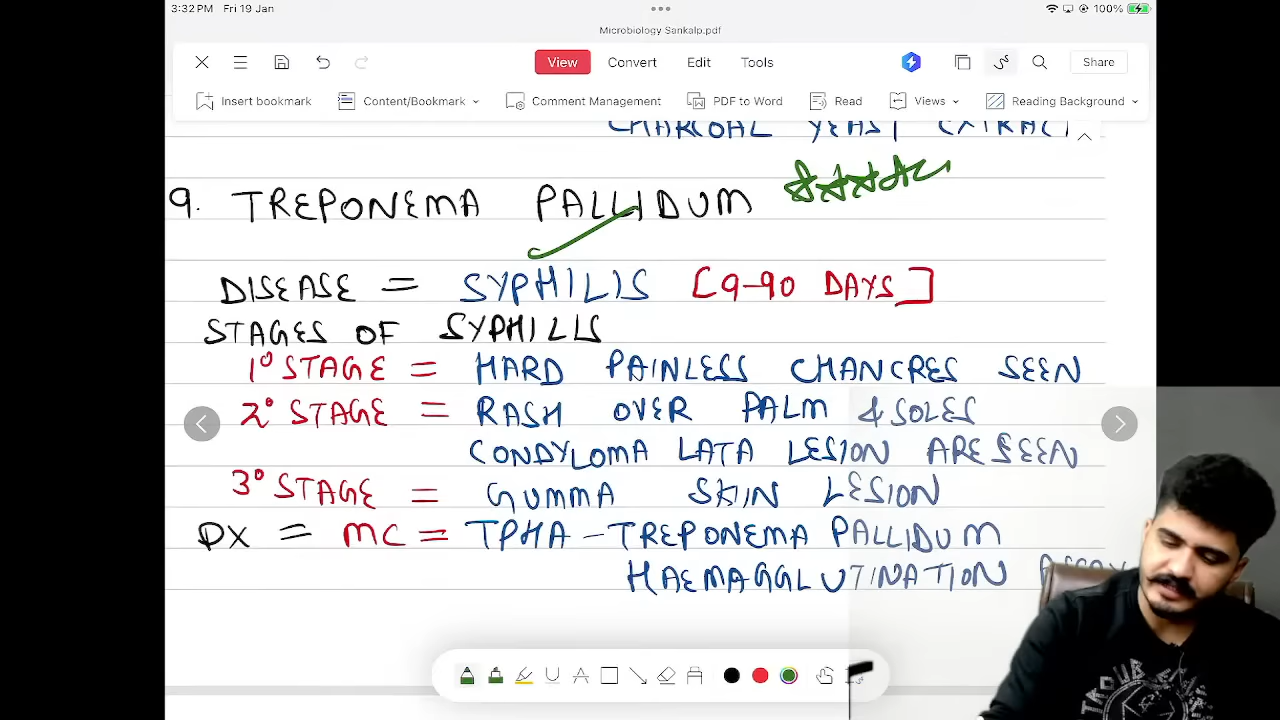 3:32 PM Fri 19 Jan
100%
Microbiology Sankalp.pdf
View Convert Edit Tools Share
Insert bookmark Content/Bookmark Comment Management PDF to Word Read Views Reading Background
CHARCOAL YEAST EXTRACT
9. TREPONEMA PALLIDUM
DISEASE = SYPHILIS [9-90 DAYS]
STAGES OF SYPHILLIS
1° STAGE = HARD PAINLESS CHANCRES SEEN
2° STAGE = RASH OVER PALM & SOLES
CONDYLOMA LATA LESION ARE SEEN
3° STAGE = GUMMA SKIN LESION
DX = MC = TPHA - TREPONEMA PALLIDUM
HAEMAGGLUTINATION ASSAY